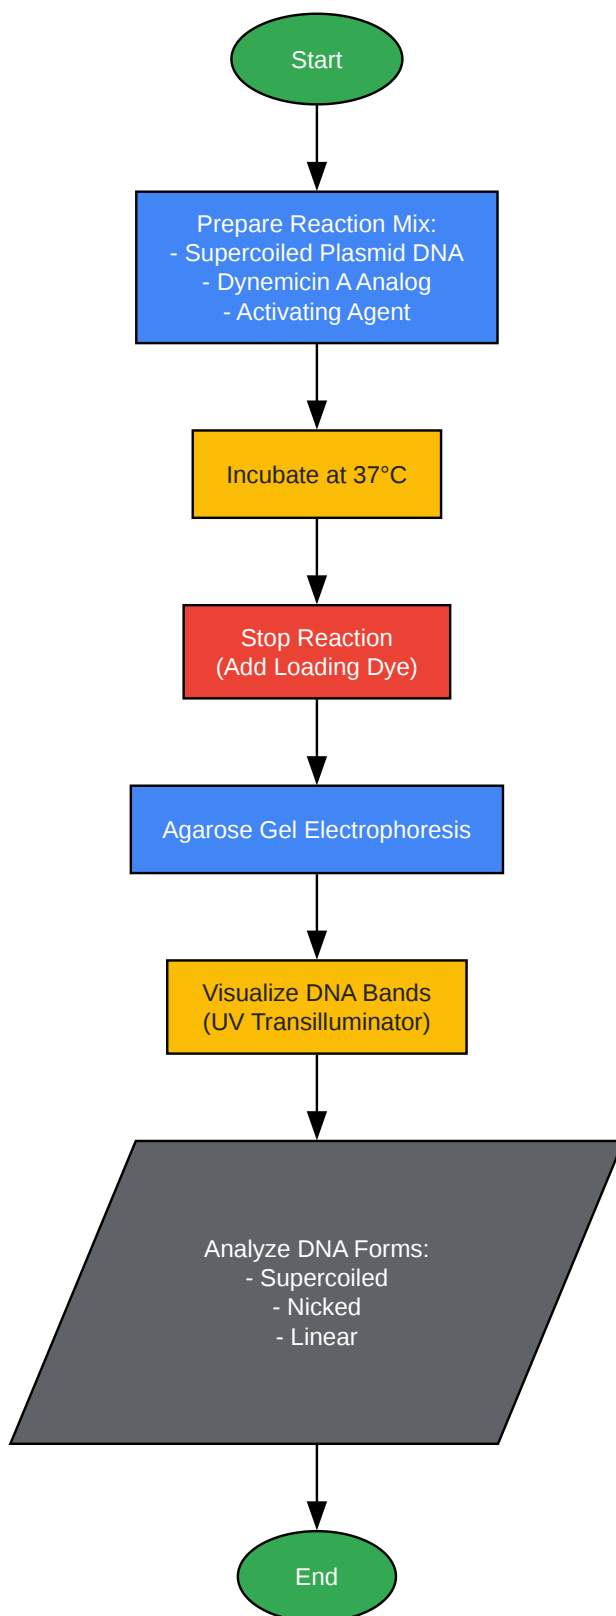 Start
Prepare Reaction Mix:
- Supercoiled Plasmid DNA
- Dynemicin A Analog
- Activating Agent
Incubate at 37°C
Stop Reaction
(Add Loading Dye)
Agarose Gel Electrophoresis
Visualize DNA Bands
(UV Transilluminator)
Analyze DNA Forms:
- Supercoiled
- Nicked
- Linear
End